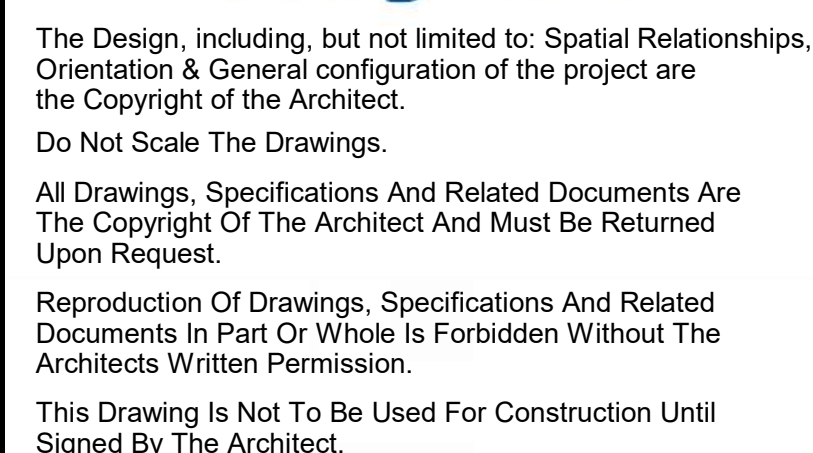 The Design, including, but not limited to: Spatial Relationships,
Orientation & General configuration of the project are
the Copyright of the Architect.
Do Not Scale The Drawings.
All Drawings, Specifications And Related Documents Are
The Copyright Of The Architect And Must Be Returned
Upon Request.
Reproduction Of Drawings, Specifications And Related
Documents In Part Or Whole Is Forbidden Without The
Architects Written Permission.
This Drawing Is Not To Be Used For Construction Until
Signed By The Architect.